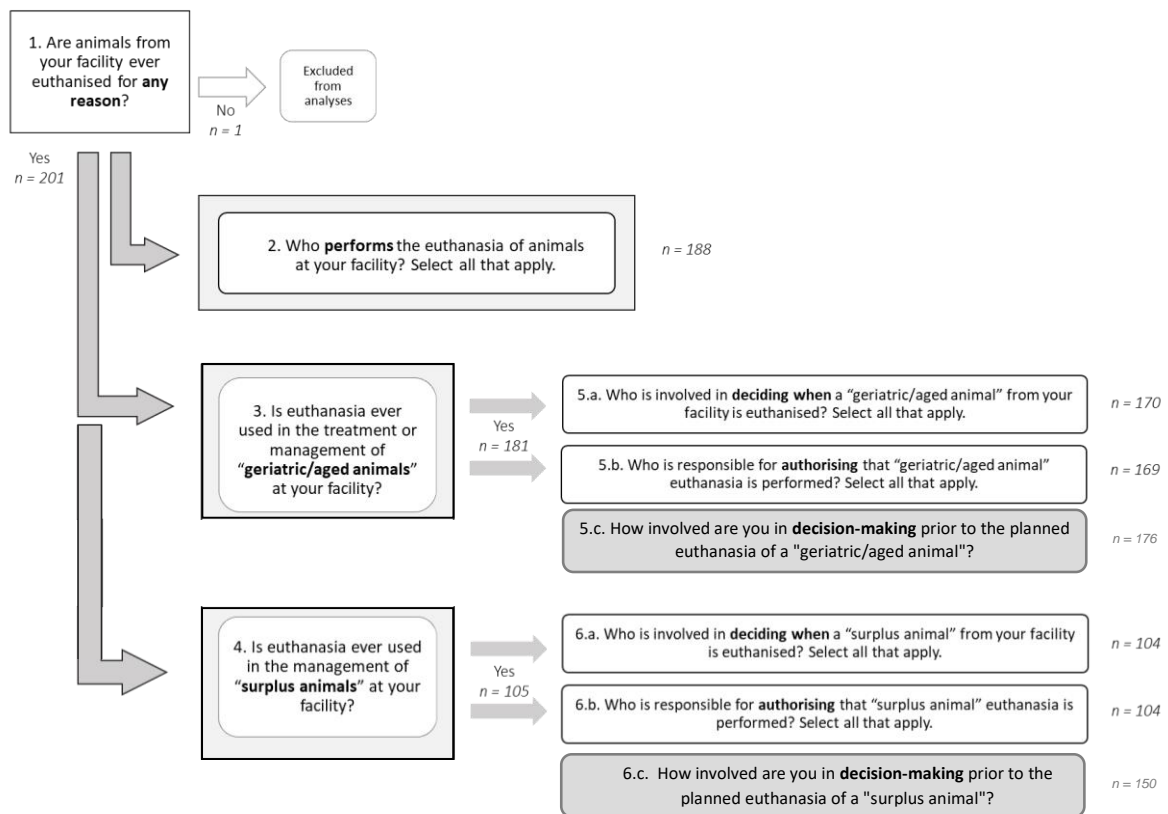 1. Are animals from
your facility ever
euthanised for any
reason?
Excluded
from
analyses
No
n = 1
Yes
n = 201
2. Who performs the euthanasia of animals
at your facility? Select all that apply.
n = 188
3. Is euthanasia ever
used in the treatment or
management of
“geriatric/aged animals”
at your facility?
Yes
n = 181
5.a. Who is involved in deciding when a “geriatric/aged animal” from your
facility is euthanised? Select all that apply.
n = 170
5.b. Who is responsible for authorising that “geriatric/aged animal”
euthanasia is performed? Select all that apply.
n = 169
5.c. How involved are you in decision-making prior to the planned
euthanasia of a "geriatric/aged animal"?
n = 176
4. Is euthanasia ever used
in the management of
“surplus animals” at your
facility?
Yes
n = 105
6.a. Who is involved in deciding when a “surplus animal” from your facility
is euthanised? Select all that apply.
n = 104
6.b. Who is responsible for authorising that “surplus animal” euthanasia is
performed? Select all that apply.
n = 104
6.c. How involved are you in decision-making prior to the
planned euthanasia of a "surplus animal"?
n = 150